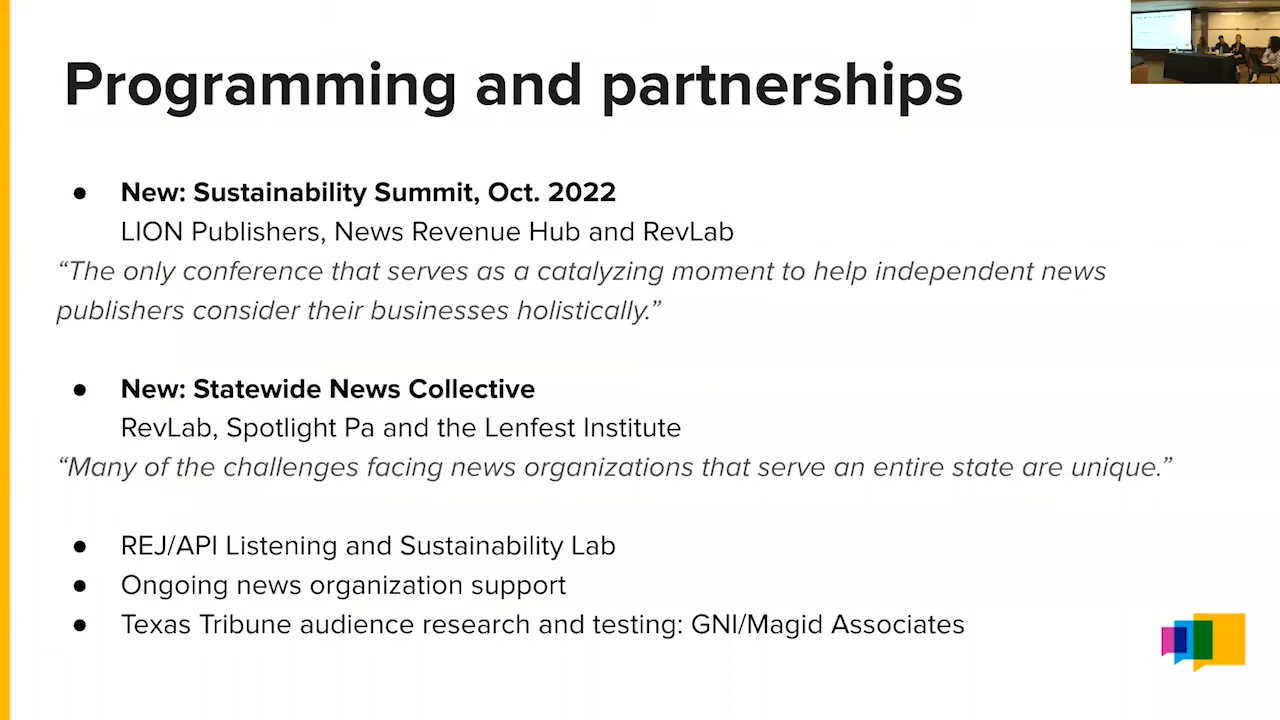 Programming and partnerships
● New: Sustainability Summit, Oct. 2022
LION Publishers, News Revenue Hub and RevLab
“The only conference that serves as a catalyzing moment to help independent news
publishers consider their businesses holistically.”
● New: Statewide News Collective
RevLab, Spotlight Pa and the Lenfest Institute
“Many of the challenges facing news organizations that serve an entire state are unique.”
● REJ/API Listening and Sustainability Lab
● Ongoing news organization support
● Texas Tribune audience research and testing: GNI/Magid Associates